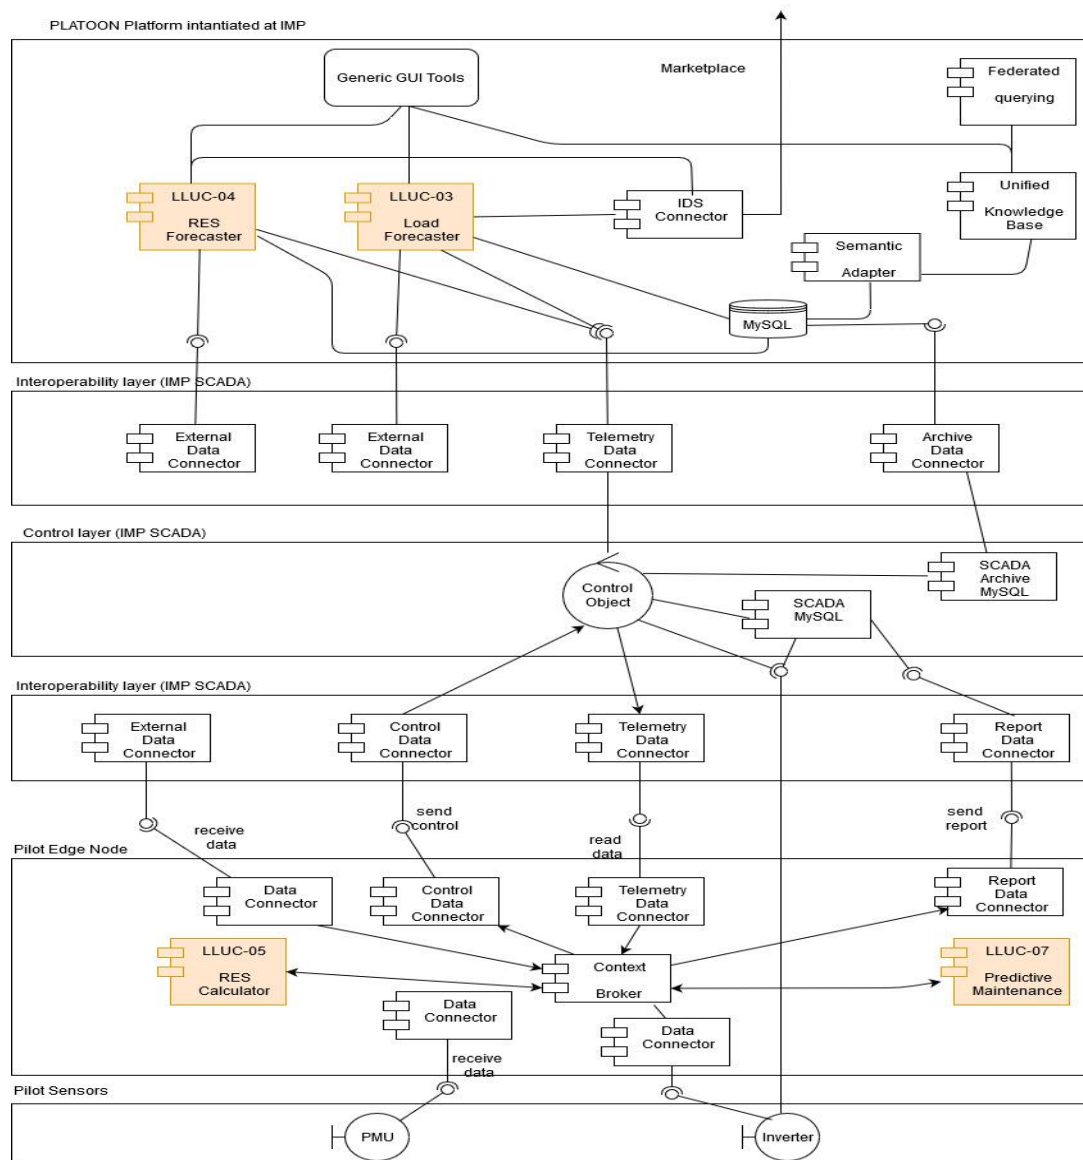 PLATOON Platform intantiated at IMP
Generic GUI Tools
Marketplace
Federated
querying
LLUC-04
RES
Forecaster
LLUC-03
Load
Forecaster
IDS
Connector
Unified
Knowledge
Base
Semantic
Adapter
MySQL
Interoperability layer (IMP SCADA)
External
Data
Connector
External
Data
Connector
Telemetry
Data
Connector
Archive
Data
Connector
Control layer (IMP SCADA)
Control
Object
SCADA
Archive
MySQL
SCADA
MySQL
Interoperability layer (IMP SCADA)
External
Data
Connector
Control
Data
Connector
Telemetry
Data
Connector
Report
Data
Connector
receive
data
send
control
read
data
send
report
Pilot Edge Node
Data
Connector
Control
Data
Connector
Telemetry
Data
Connector
Report
Data
Connector
LLUC-05
RES
Calculator
Context
Broker
LLUC-07
Predictive
Maintenance
Data
Connector
Data
Connector
receive
data
Pilot Sensors
PMU
Inverter